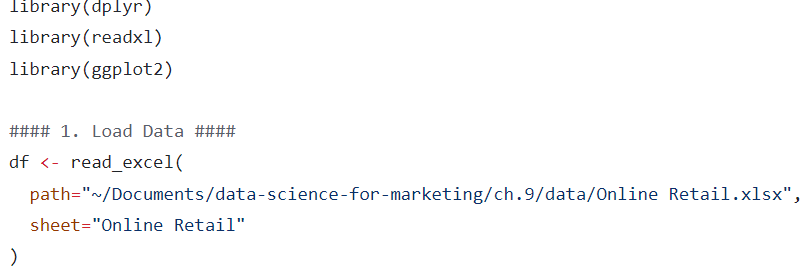 library(dplyr)
library(readxl)
library(ggplot2)
#### 1. Load Data ####
df <- read_excel(
path="~/Documents/data-science-for-marketing/ch.9/data/Online Retail.xlsx",
sheet="Online Retail"
)